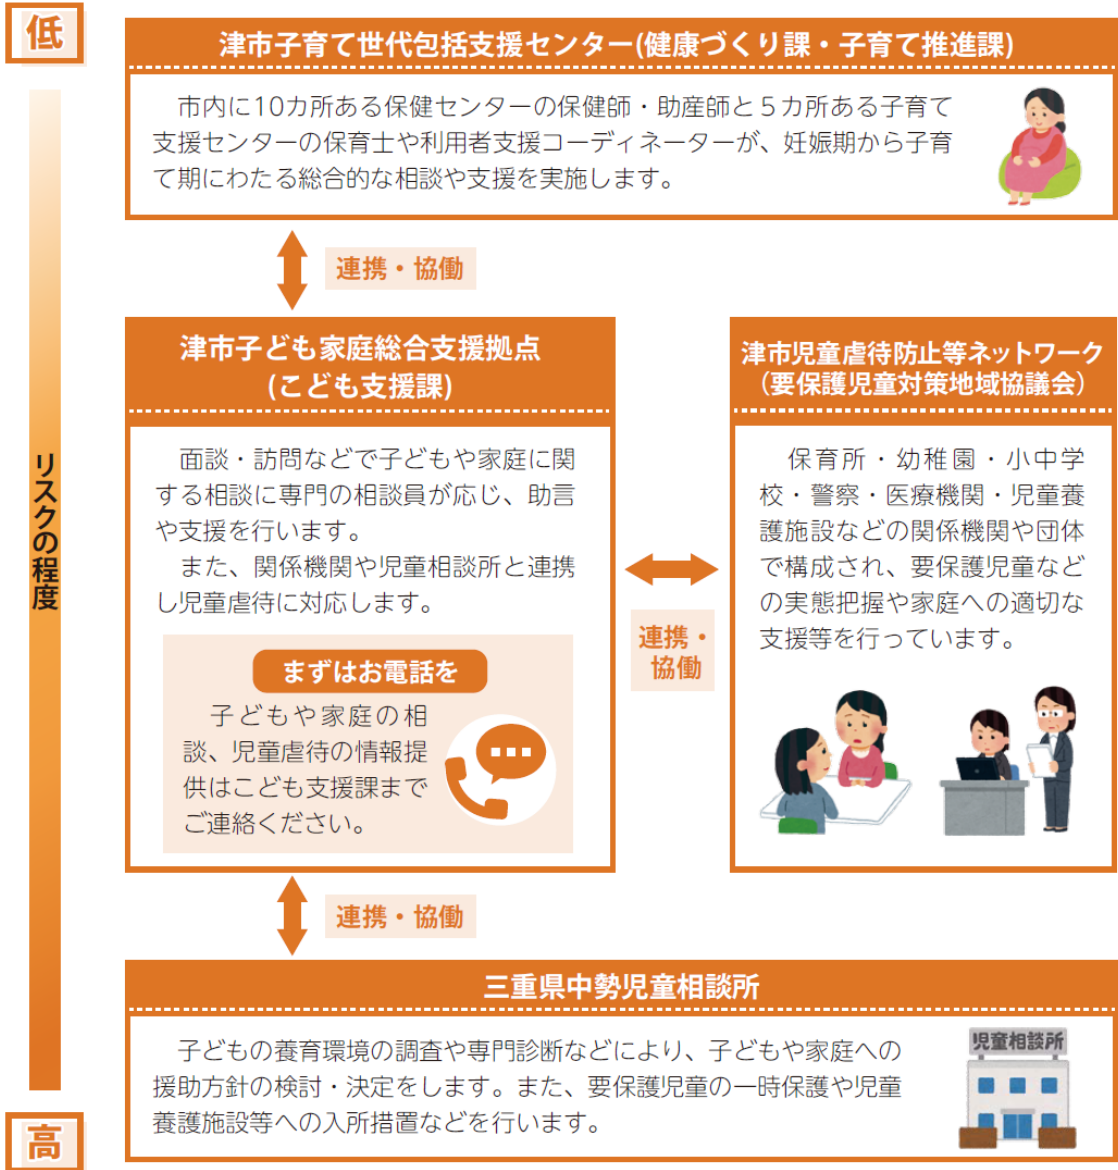 低
リスクの程度
高
津市子育て世代包括支援センター(健康づくり課・子育て推進課)
市内に10カ所ある保健センターの保健師・助産師と5カ所ある子育て
支援センターの保育士や利用者支援コーディネーターが、妊娠期から子育
て期にわたる総合的な相談や支援を実施します。
連携・協働
津市子ども家庭総合支援拠点
(こども支援課)
面談・訪問などで子どもや家庭に関
する相談に専門の相談員が応じ、助言
や支援を行います。
また、関係機関や児童相談所と連携
し児童虐待に対応します。
まずはお電話を
子どもや家庭の相
談、児童虐待の情報提
供はこども支援課まで
ご連絡ください。
連携・
協働
津市児童虐待防止等ネットワーク
(要保護児童対策地域協議会)
保育所・幼稚園・小中学
校・警察・医療機関・児童養
護施設などの関係機関や団体
で構成され、要保護児童など
の実態把握や家庭への適切な
支援等を行っています。
連携・協働
三重県中勢児童相談所
子どもの養育環境の調査や専門診断などにより、子どもや家庭への
援助方針の検討・決定をします。また、要保護児童の一時保護や児童
養護施設等への入所措置などを行います。
児童相談所